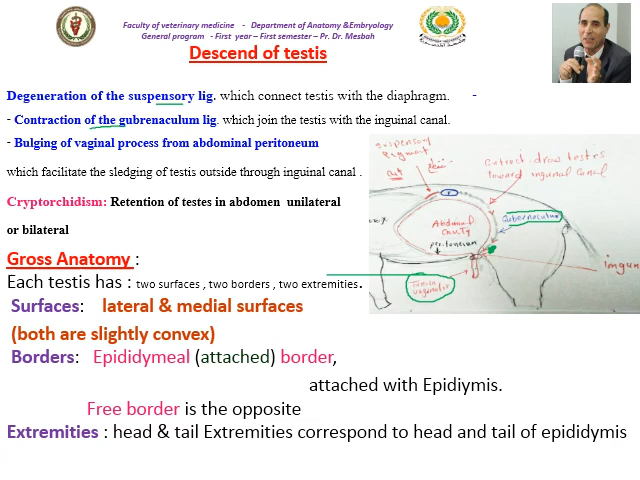 Faculty of veterinary medicine - Department of Anatomy &Embryology
General program - First year – First semester – Pr. Dr. Mesbah
Descend of testis
Degeneration of the suspensory lig. which connect testis with the diaphragm. -
- Contraction of the gubrenaculum lig. which join the testis with the inguinal canal.
- Bulging of vaginal process from abdominal peritoneum
which facilitate the sledging of testis outside through inguinal canal .
Cryptorchidism: Retention of testes in abdomen unilateral
or bilateral
Gross Anatomy :
Each testis has : two surfaces , two borders , two extremities.
Surfaces: lateral & medial surfaces
(both are slightly convex)
Borders: Epididymeal (attached) border,
attached with Epidiymis.
Free border is the opposite
Extremities : head & tail Extremities correspond to head and tail of epididymis
suspensory
ligament
cut
testis
inward ingunal canal
Gubernaculum
Abdominal
cavity
peritoneum
ingun
Tunica
vaginalis